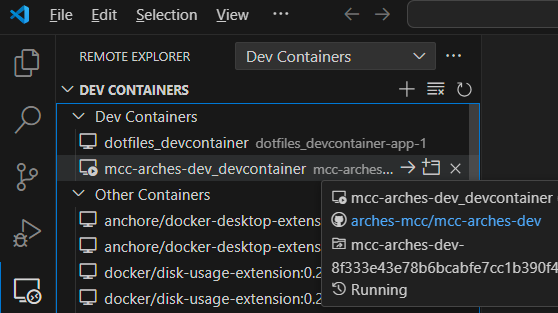 File Edit Selection View ···
REMOTE EXPLORER Dev Containers ···
DEV CONTAINERS
Dev Containers
dotfiles_devcontainer dotfiles_devcontainer-app-1
mcc-arches-dev_devcontainer mcc-arches...
Other Containers
anchore/docker-desktop-extens
mcc-arches-dev_devcontainer (
anchore/docker-desktop-extens
arches-mcc/mcc-arches-dev
docker/disk-usage-extension:0.2
mcc-arches-dev-
8f333e43e78b6bcabfe7cc1b390f4
docker/disk-usage-extension:0.2
Running